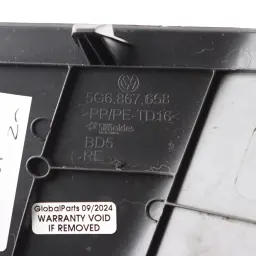 5G6.867.658
>PP/PE-TD16<
BD5
RE
GlobalParts 09/2024
WARRANTY VOID
IF REMOVED